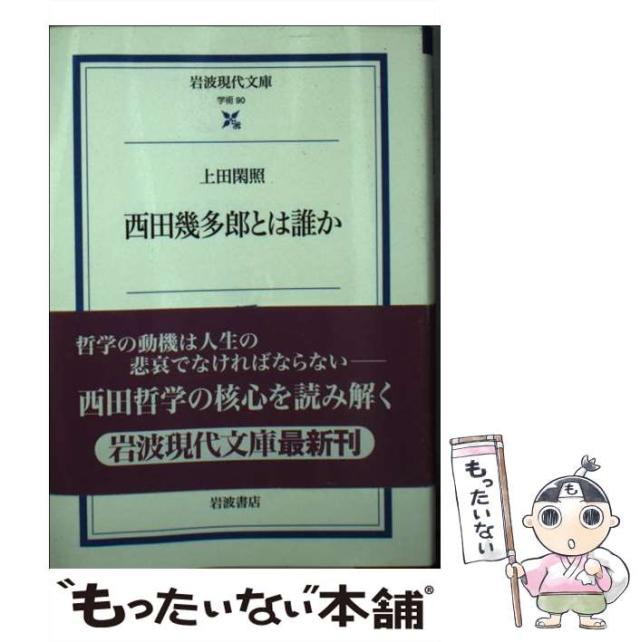 岩波現代文庫
学術 90
上田閑照
西田幾多郎とは誰か
哲学の動機は人生の
悲哀でなければならない——
西田哲学の核心を読み解く
岩波現代文庫最新刊
岩波書店
もったいない
も
"もったいない"本舗®